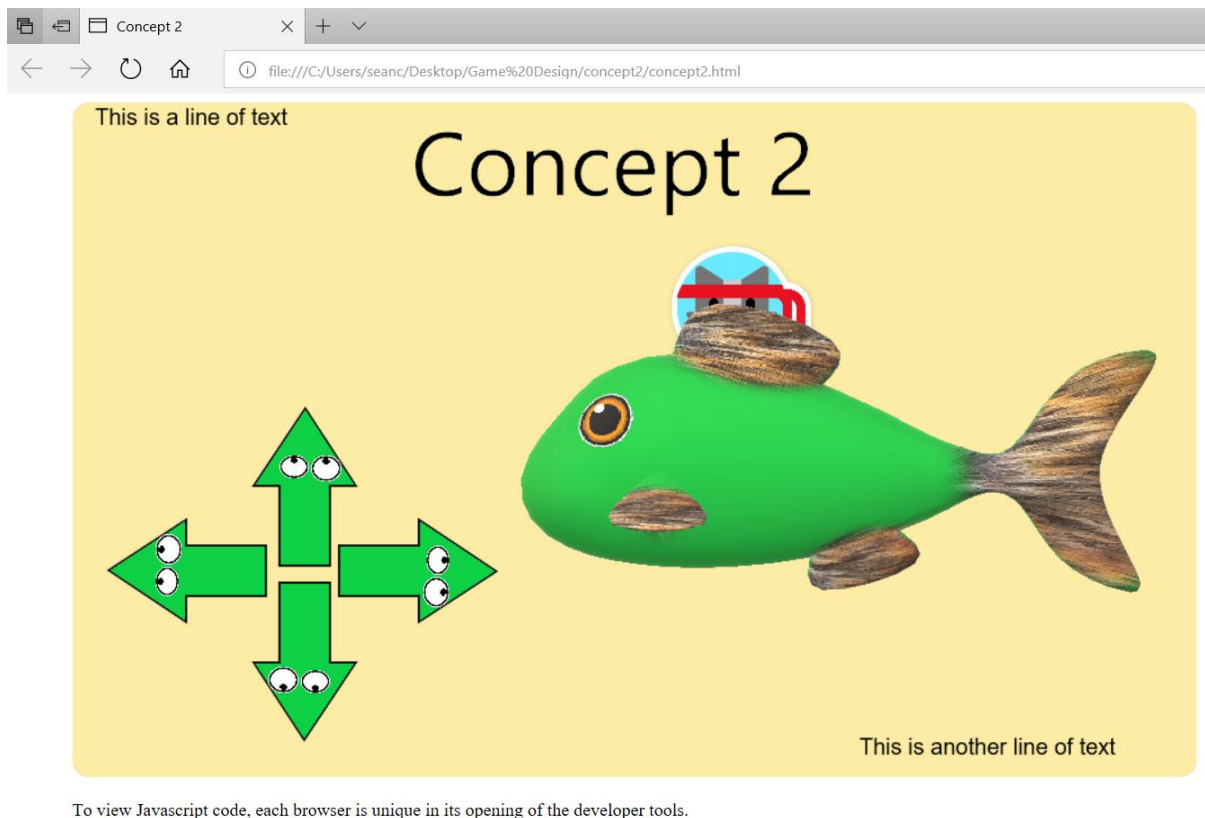 Concept 2
file:///C:/Users/seanc/Desktop/Game%20Design/concept2/concept2.html
This is a line of text
Concept 2
This is another line of text
To view Javascript code, each browser is unique in its opening of the developer tools.